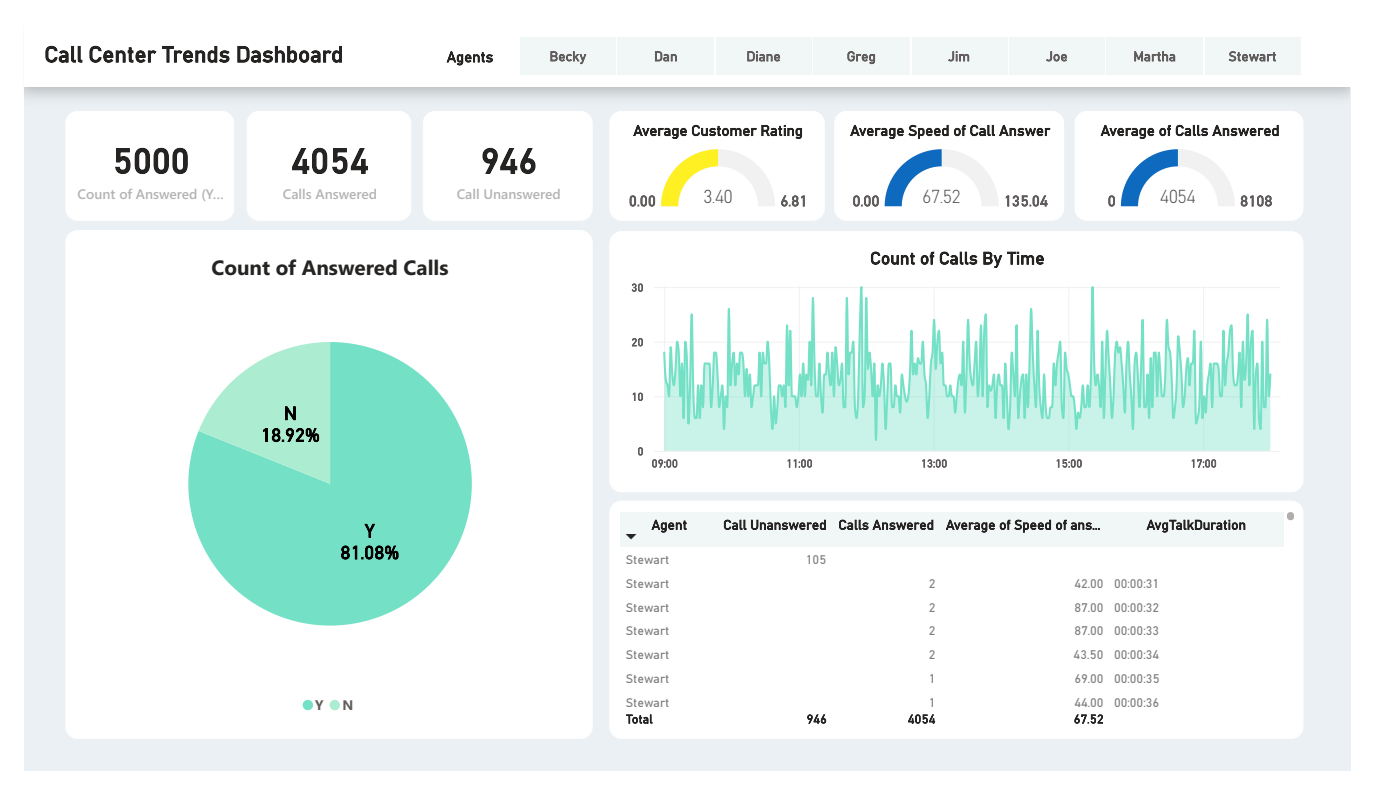 Call Center Trends Dashboard
Agents Becky Dan Diane Greg Jim Joe Martha Stewart
5000
Count of Answered (Y...
4054
Calls Answered
946
Call Unanswered
Average Customer Rating
3.40
0.00 6.81
Average Speed of Call Answer
67.52
0.00 135.04
Average of Calls Answered
4054
0 8108
Count of Answered Calls
N
18.92%
Y
81.08%
Y N
Count of Calls By Time
30
20
10
0
09:00 11:00 13:00 15:00 17:00
Agent Call Unanswered Calls Answered Average of Speed of ans... AvgTalkDuration
Stewart 105
Stewart 2 42.00 00:00:31
Stewart 2 87.00 00:00:32
Stewart 2 87.00 00:00:33
Stewart 2 43.50 00:00:34
Stewart 1 69.00 00:00:35
Stewart 1 44.00 00:00:36
Total 946 4054 67.52